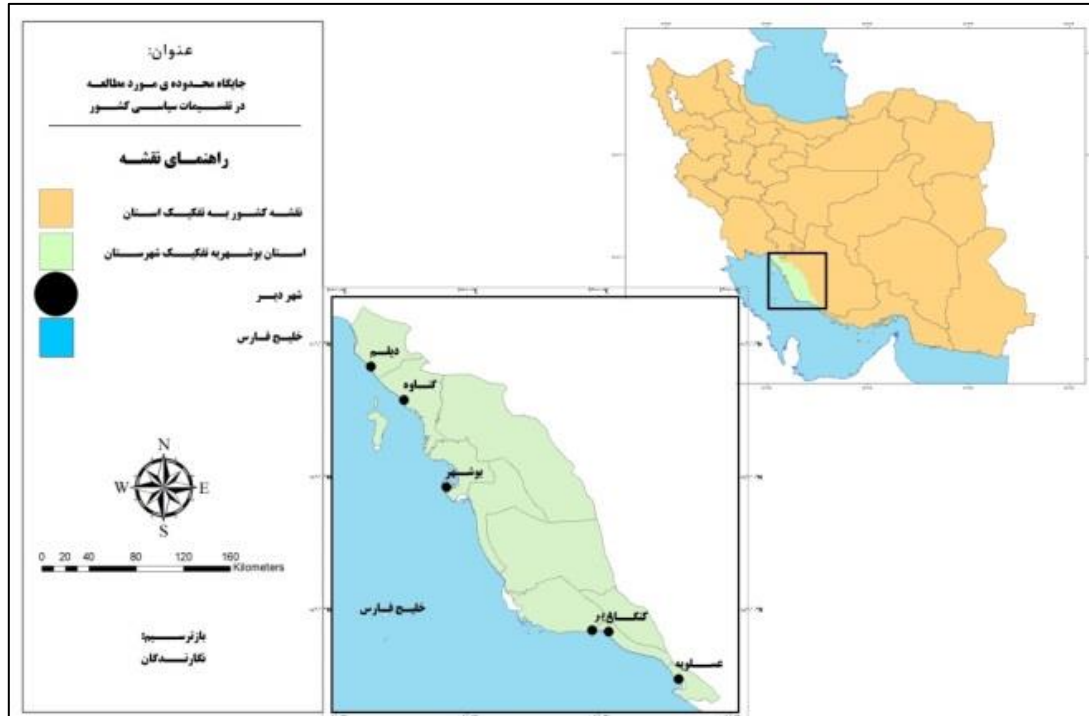 عنوان:
جایگاه محدوده ی مورد مطالعه
در تقسیمات سیاسی کشور
راهنمای نقشه
نقشه کشور به تفکیک استان
استان بوشهر به تفکیک شهرستان
شهر دیر
خلیج فارس
N
W E
S
0 20 40 80 120 160
Kilometers
بازترسیم:
نگارندگان
دیلم
گناوه
بوشهر
خلیج فارس
عسلویه